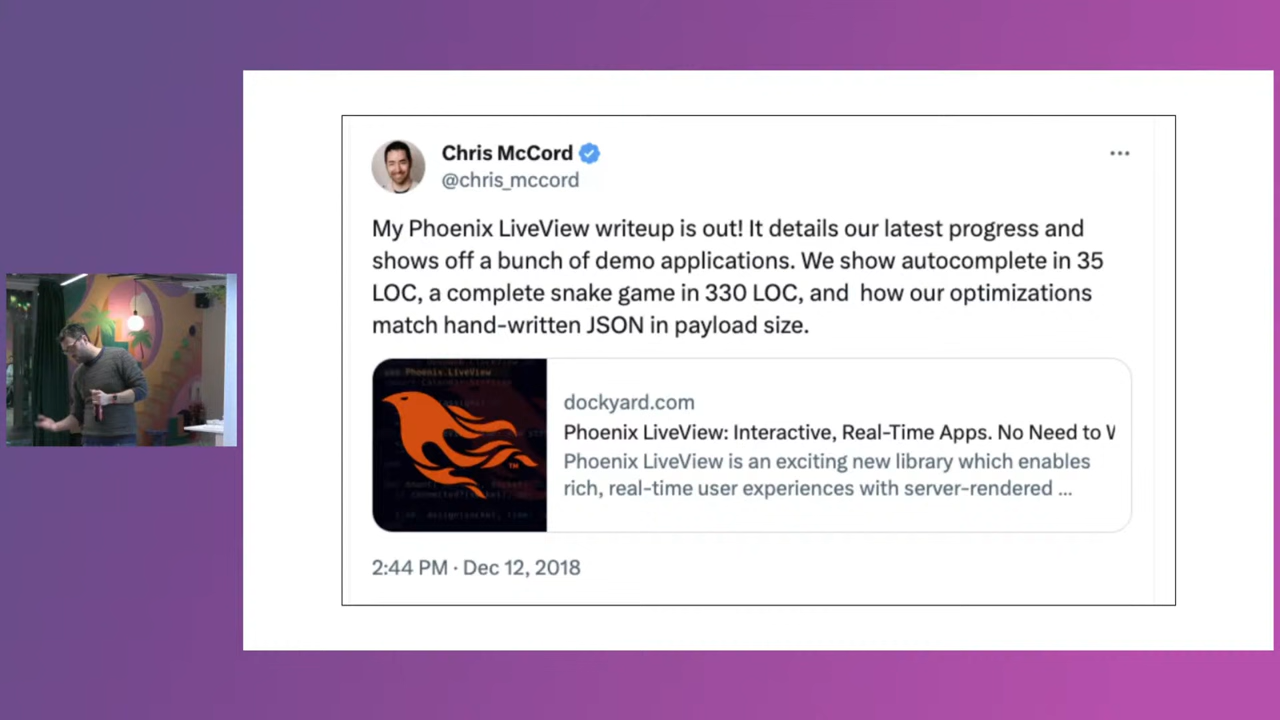 Chris McCord
@chris_mccord
My Phoenix LiveView writeup is out! It details our latest progress and
shows off a bunch of demo applications. We show autocomplete in 35
LOC, a complete snake game in 330 LOC, and  how our optimizations
match hand-written JSON in payload size.
dockyard.com
Phoenix LiveView: Interactive, Real-Time Apps. No Need to
Phoenix LiveView is an exciting new library which enables
rich, real-time user experiences with server-rendered ...
2:44 PM · Dec 12, 2018